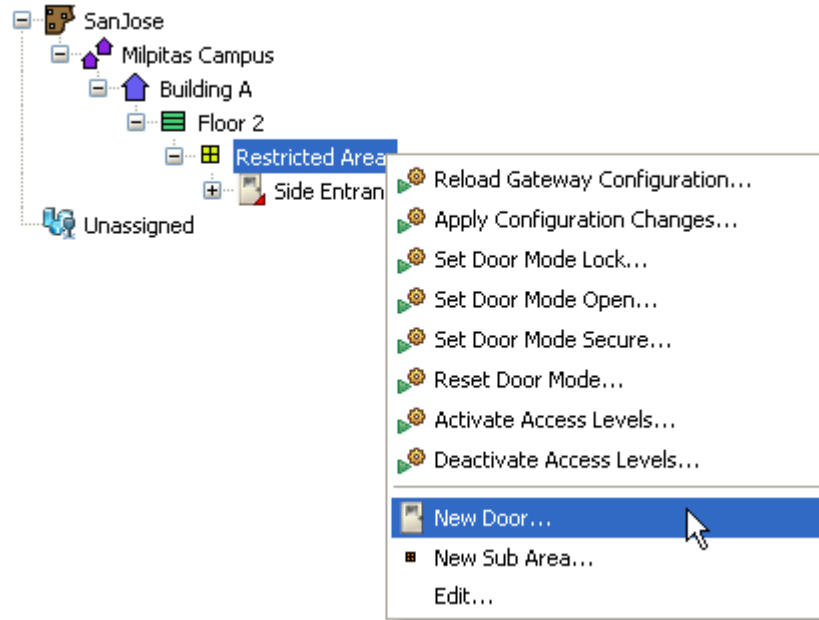 SanJose
Milpitas Campus
Building A
Floor 2
Restricted Area
Side Entran
Unassigned
Reload Gateway Configuration...
Apply Configuration Changes...
Set Door Mode Lock...
Set Door Mode Open...
Set Door Mode Secure...
Reset Door Mode...
Activate Access Levels...
Deactivate Access Levels...
New Door...
New Sub Area...
Edit...